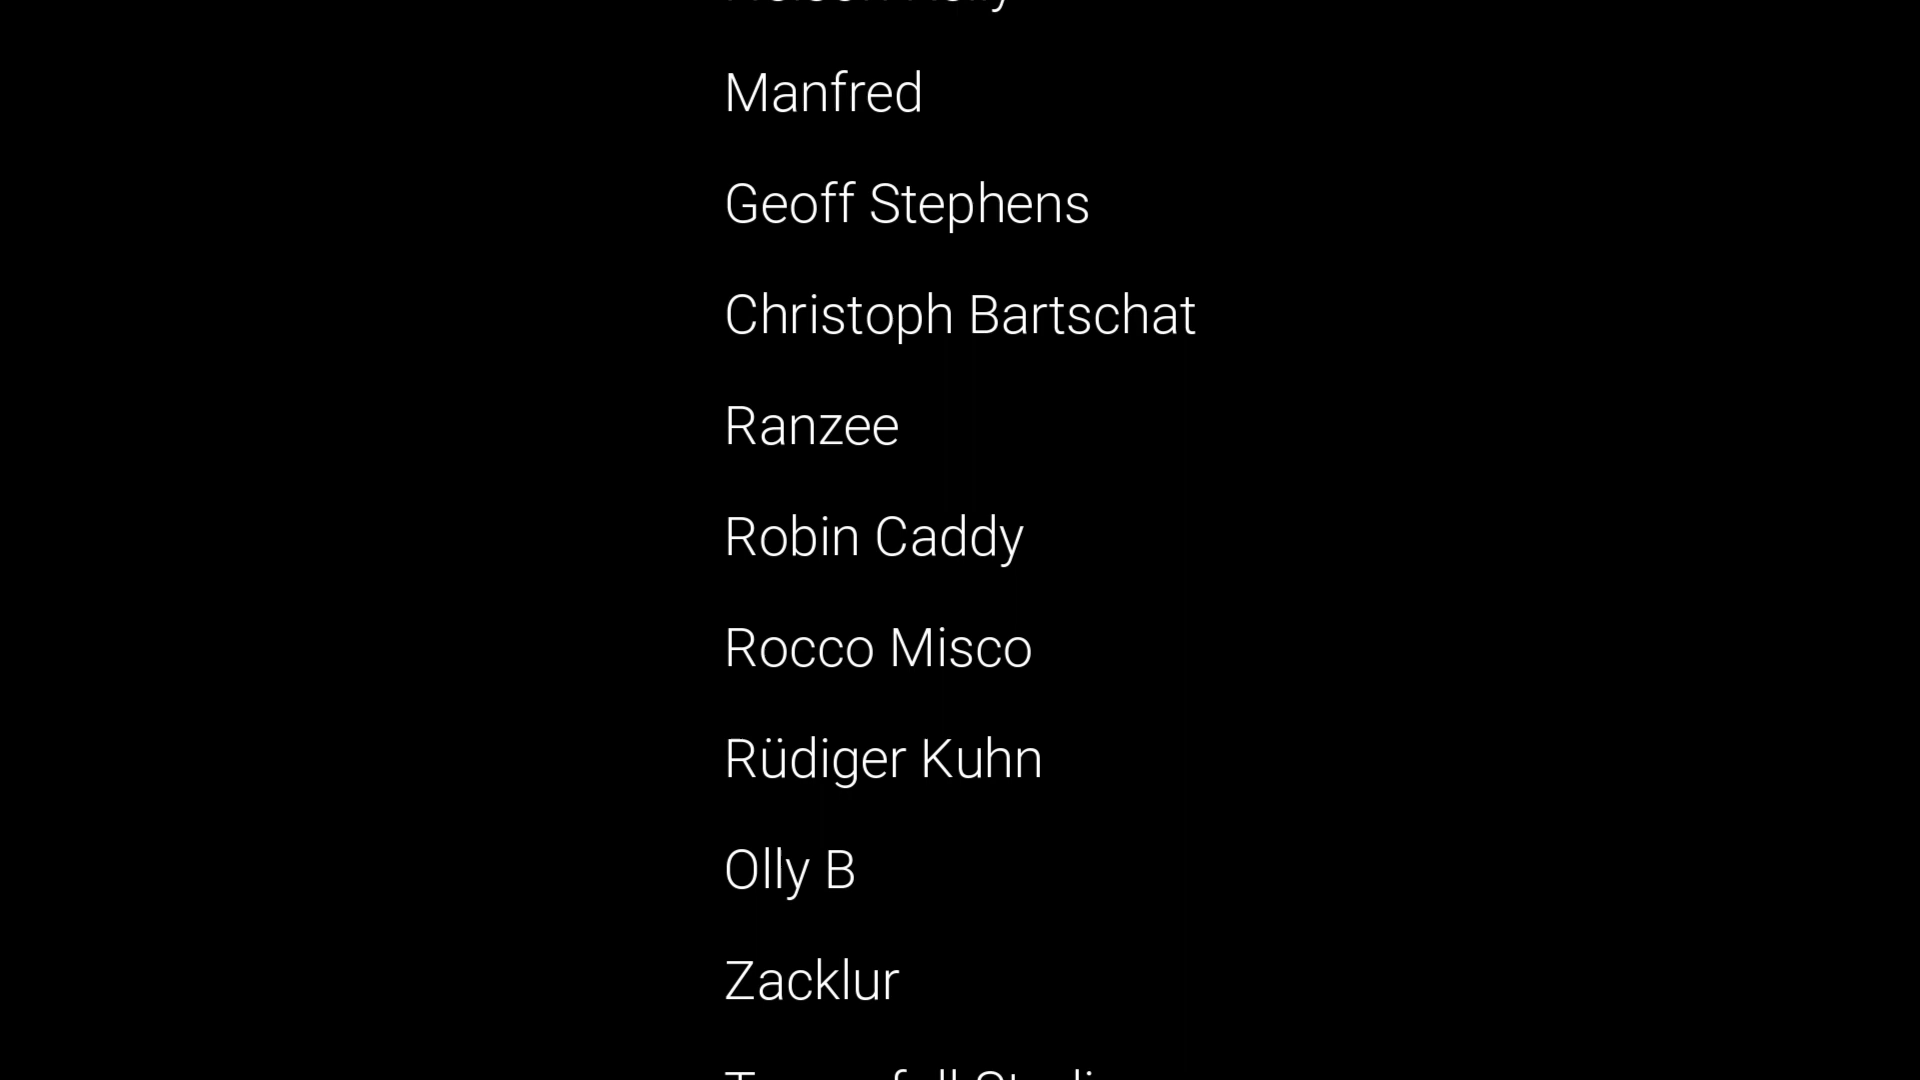 Manfred
Geoff Stephens
Christoph Bartschat
Ranzee
Robin Caddy
Rocco Misco
Rüdiger Kuhn
Olly B
Zacklur